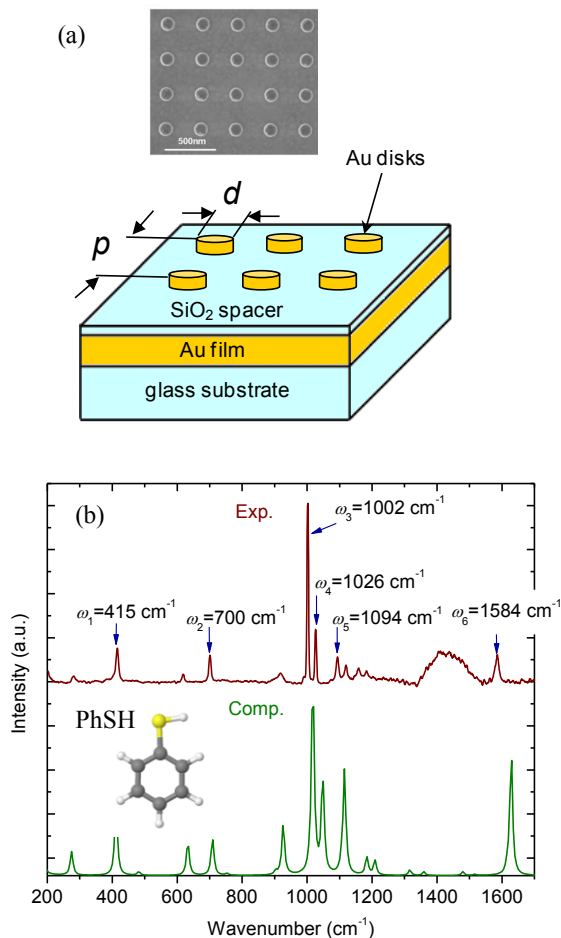 (a)
500nm
Au disks
d
p
SiO₂ spacer
Au film
glass substrate
(b)
Exp.
ω₃=1002 cm⁻¹
ω₄=1026 cm⁻¹
ω₁=415 cm⁻¹
ω₂=700 cm⁻¹
ω₅=1094 cm⁻¹
ω₆=1584 cm⁻¹
Intensity (a.u.)
PhSH
Comp.
200 400 600 800 1000 1200 1400 1600
Wavenumber (cm⁻¹)